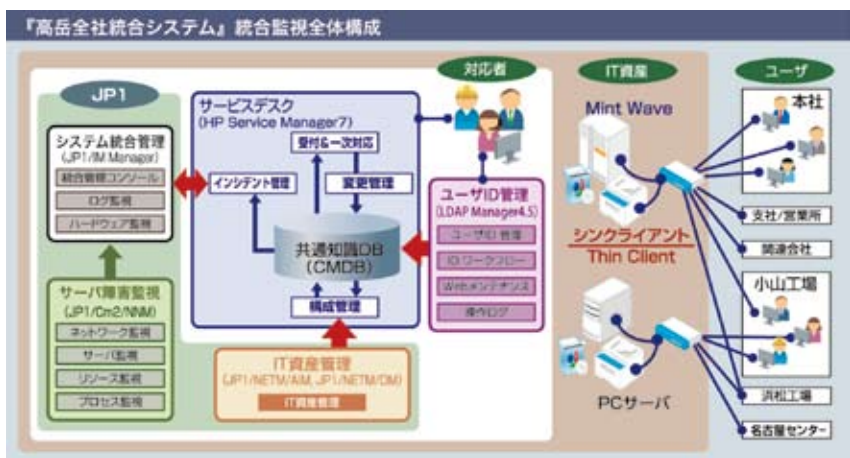 『高岳全社統合システム』統合監視全体構成
JP1
システム統合管理
(JP1/IM Manager)
統合管理コンソール
ログ監視
ハードウェア監視
サーバ障害監視
(JP1/Cm2/NNM)
ネットワーク監視
サーバ監視
リソース監視
プロセス監視
サービスデスク
(HP Service Manager7)
受付&一次対応
インシデント管理
変更管理
共通知識DB
(CMDB)
構成管理
IT資産管理
(JP1/NETM/AIM, JP1/NETM/DM)
IT資産管理
対応者
ユーザID管理
(LDAP Manager4.5)
ユーザID 管理
IDワークフロー
Webメンテナンス
操作ログ
IT資産
Mint Wave
シンクライアント
Thin Client
PCサーバ
ユーザ
本社
支社/営業所
関連会社
小山工場
浜松工場
名古屋センター